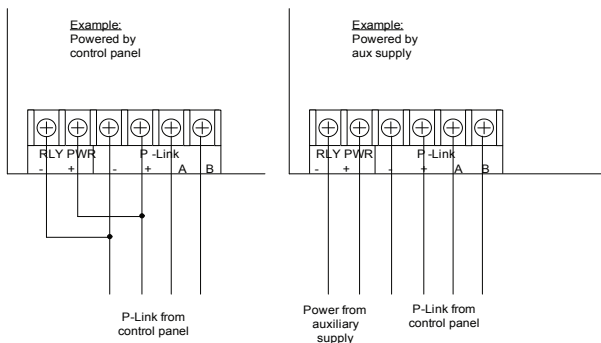 Example:
Powered by
control panel
RLY PWR P -Link
- + - + A B
P-Link from
control panel
Example:
Powered by
aux supply
RLY PWR P -Link
- + - + A B
Power from
auxiliary
supply
P-Link from
control panel